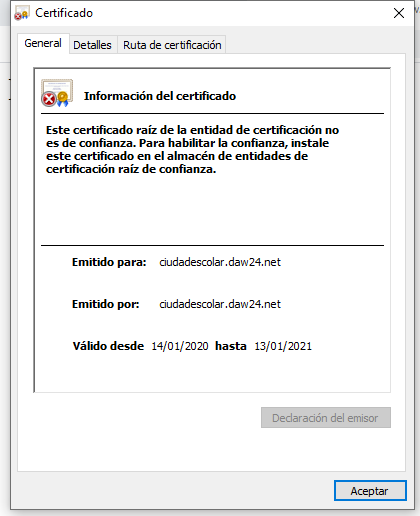 Certificado
General Detalles Ruta de certificación
Información del certificado
Este certificado raíz de la entidad de certificación no
es de confianza. Para habilitar la confianza, instale
este certificado en el almacén de entidades de
certificación raíz de confianza.
Emitido para: ciudadescolar.daw24.net
Emitido por: ciudadescolar.daw24.net
Válido desde 14/01/2020 hasta 13/01/2021
Declaración del emisor
Aceptar